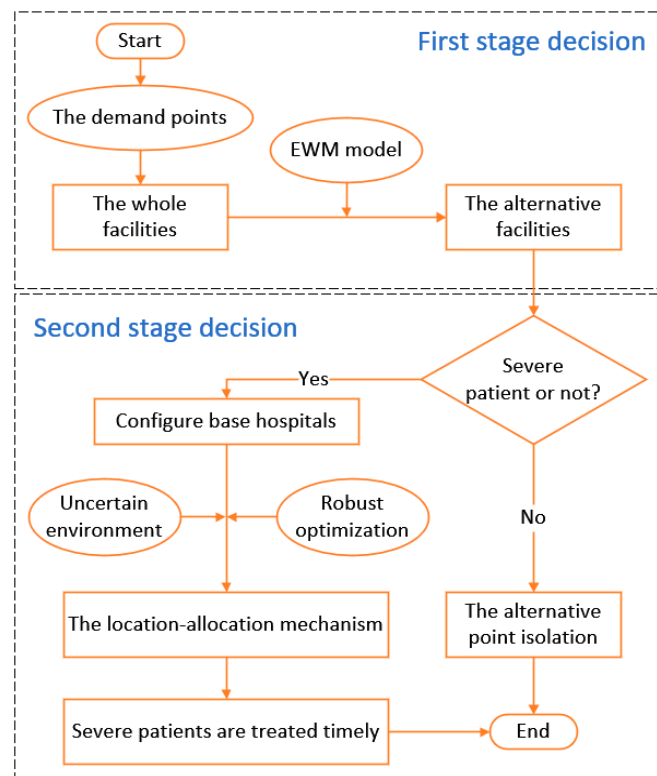 Start
First stage decision
The demand points
EWM model
The whole
facilities
The alternative
facilities
Second stage decision
Severe
patient or not?
Yes
Configure base hospitals
Uncertain
environment
Robust
optimization
No
The location-allocation mechanism
The alternative
point isolation
Severe patients are treated timely
End